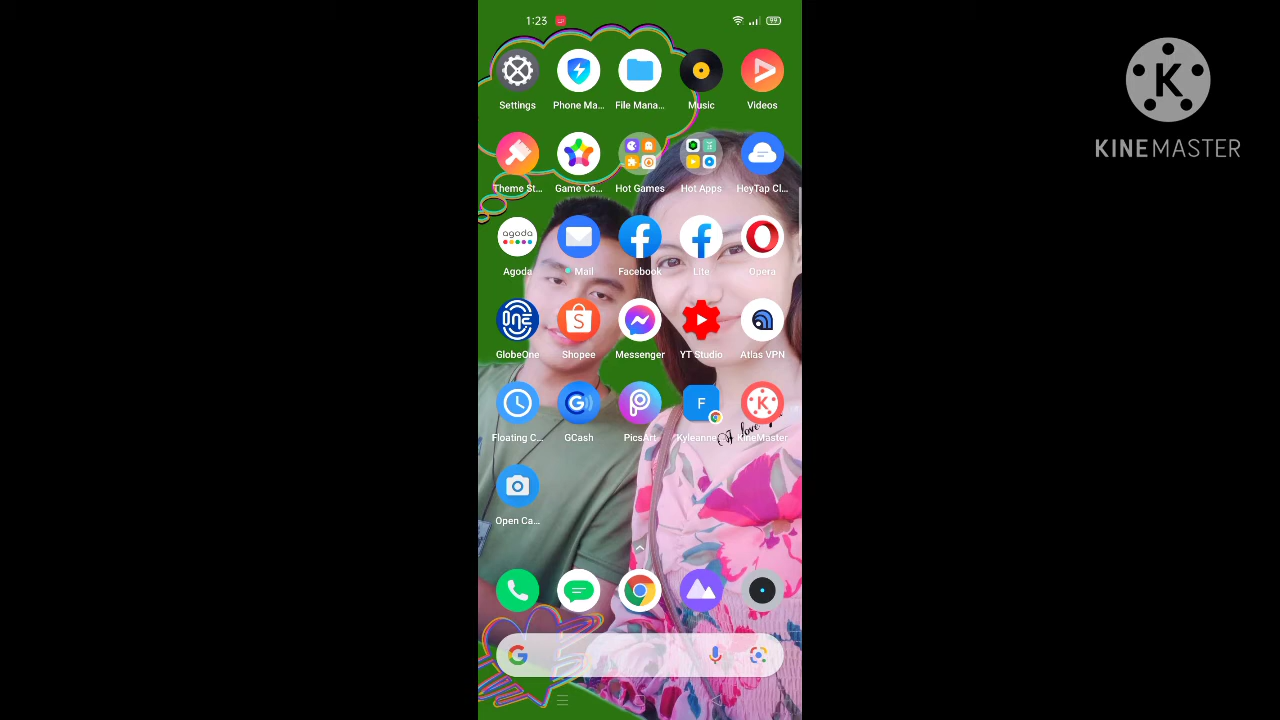 1:23
99
KINEMASTER
Settings
Phone Ma...
File Mana...
Music
Videos
Theme St...
Game Ce...
Hot Games
Hot Apps
HeyTap Cl...
agoda
Agoda
Mail
Facebook
Lite
Opera
ONE
GlobeOne
Shopee
Messenger
YT Studio
Atlas VPN
F
Floating C...
GCash
PicsArt
KineMaster
Open Ca...